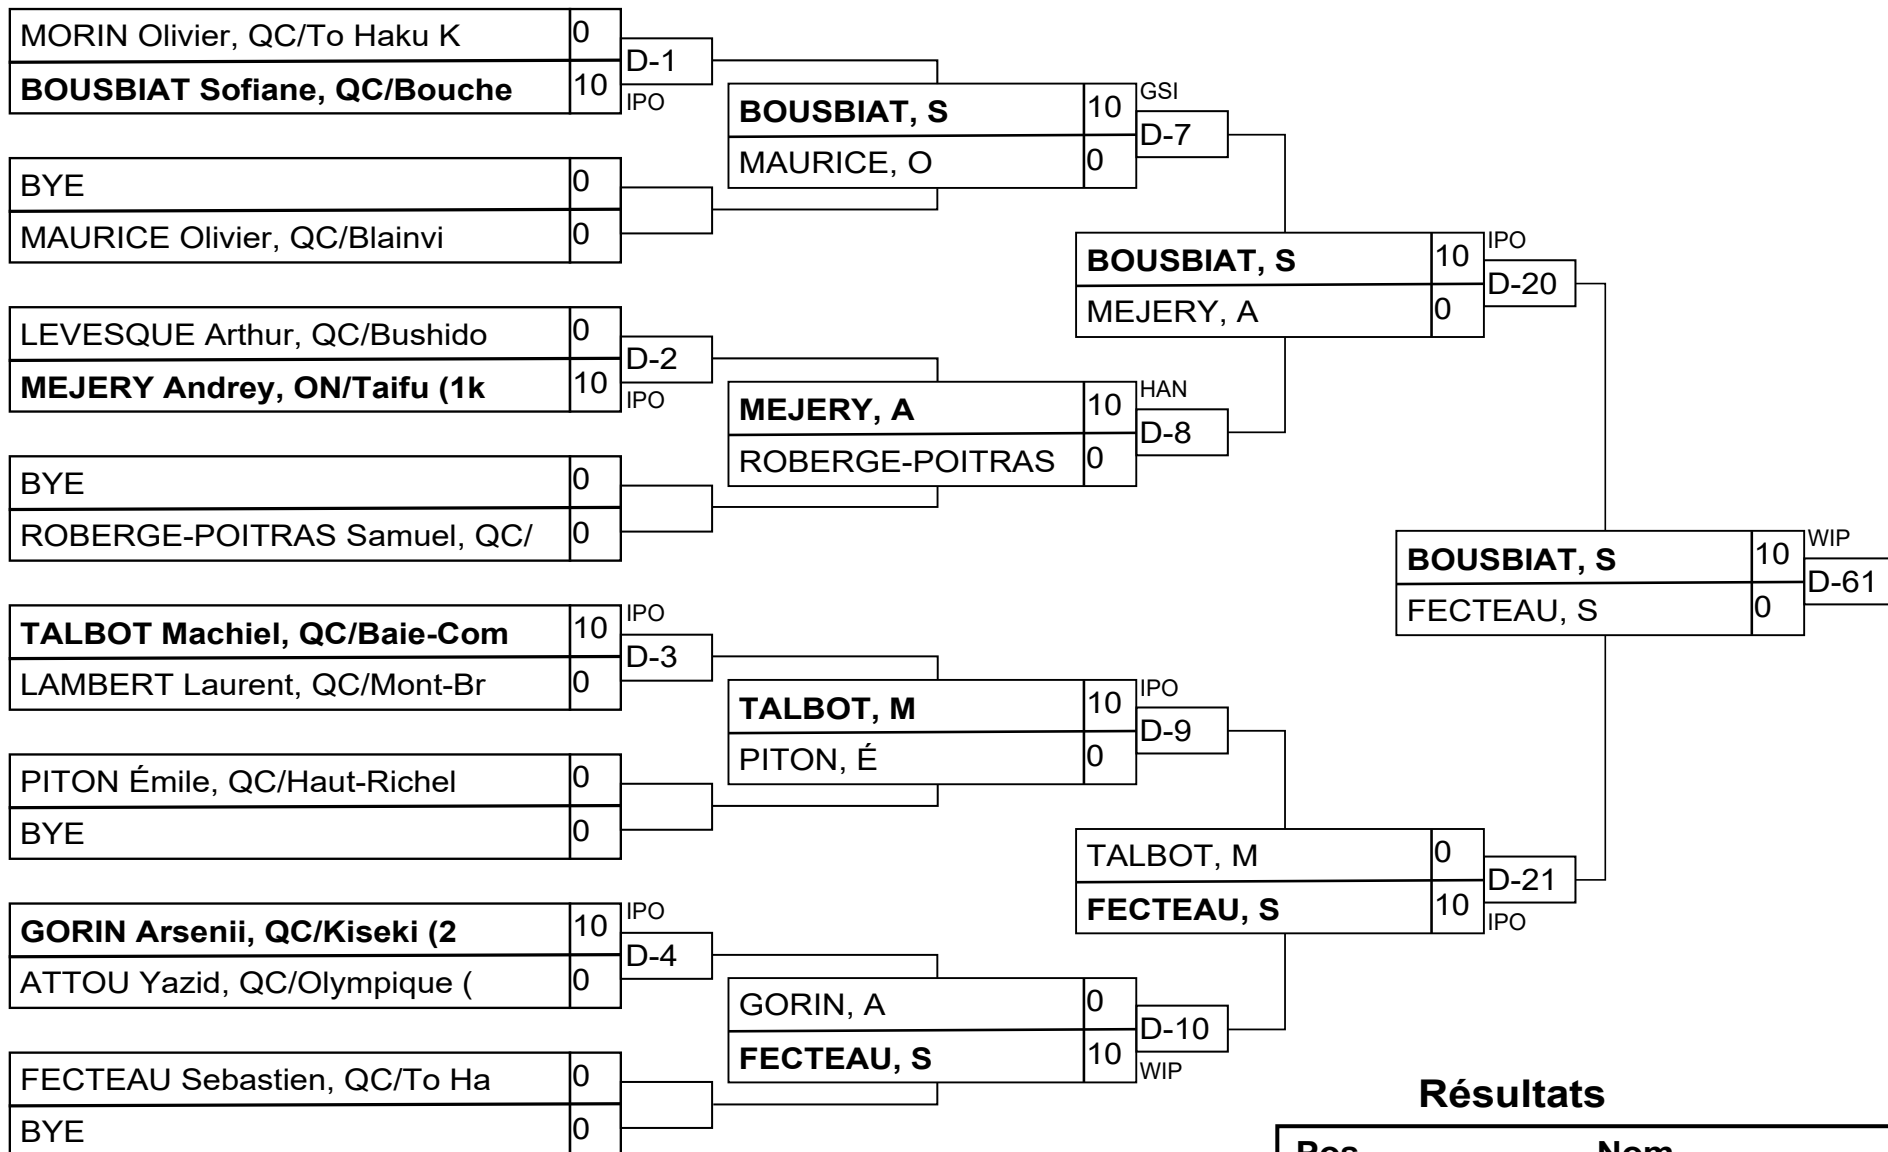 MORIN Olivier, QC/To Haku K 0
D-1
BOUSBIAT Sofiane, QC/Bouche 10
IPO
BYE 0
MAURICE Olivier, QC/Blainvi 0
LEVESQUE Arthur, QC/Bushido 0
D-2
MEJERY Andrey, ON/Taifu (1k 10
IPO
BYE 0
ROBERGE-POITRAS Samuel, QC/ 0
TALBOT Machiel, QC/Baie-Com 10
IPO
D-3
LAMBERT Laurent, QC/Mont-Br 0
PITON Émile, QC/Haut-Richel 0
BYE 0
GORIN Arsenii, QC/Kiseki (2 10
IPO
D-4
ATTOU Yazid, QC/Olympique ( 0
FECTEAU Sebastien, QC/To Ha 0
BYE 0
BOUSBIAT, S 10
GSI
D-7
MAURICE, O 0
MEJERY, A 10
HAN
D-8
ROBERGE-POITRAS 0
TALBOT, M 10
IPO
D-9
PITON, É 0
GORIN, A 0
D-10
FECTEAU, S 10
WIP
BOUSBIAT, S 10
IPO
D-20
MEJERY, A 0
TALBOT, M 0
D-21
FECTEAU, S 10
IPO
BOUSBIAT, S 10
WIP
D-61
FECTEAU, S 0
Résultats
Pos Nom